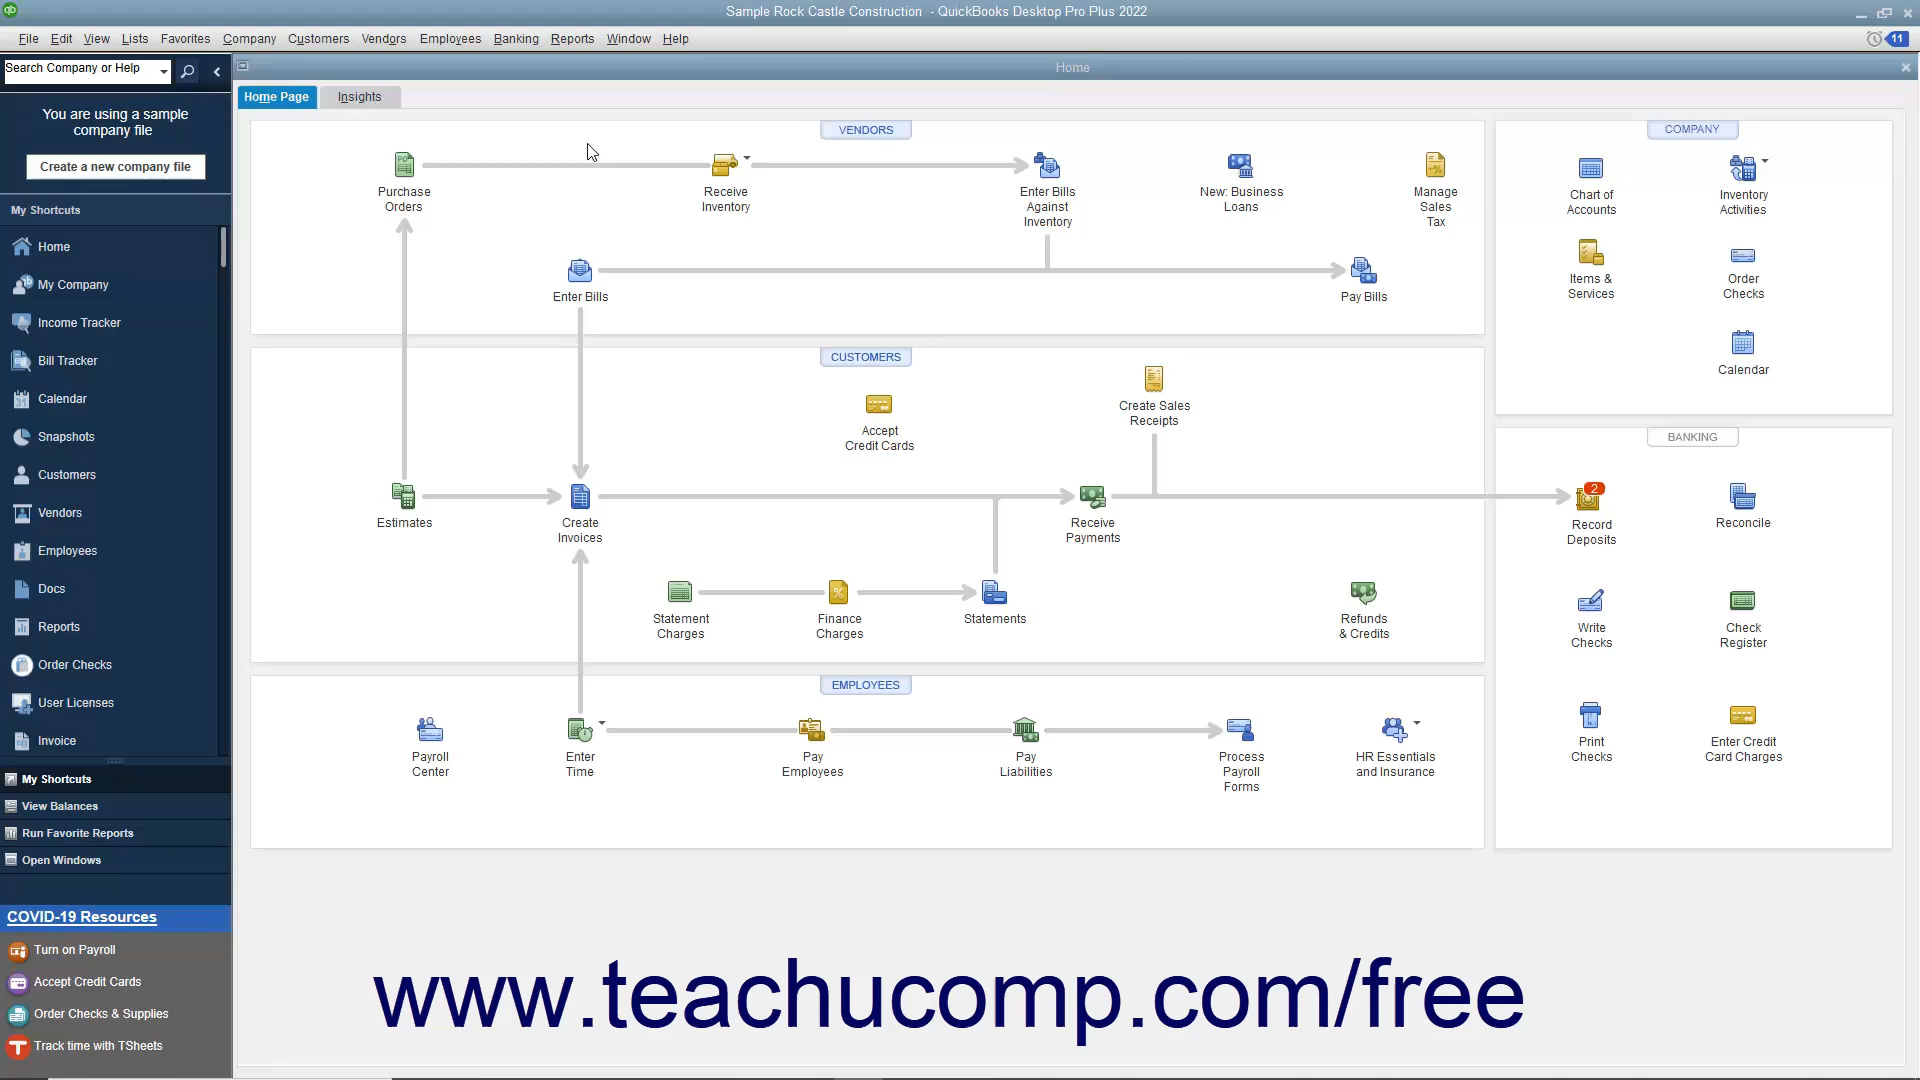 Sample Rock Castle Construction - QuickBooks Desktop Pro Plus 2022
File Edit View Lists Favorites Company Customers Vendors Employees Banking Reports Window Help
11
Search Company or Help
Home
Home Page Insights
You are using a sample
company file
Create a new company file
My Shortcuts
Home
My Company
Income Tracker
Bill Tracker
Calendar
Snapshots
Customers
Vendors
Employees
Docs
Reports
Order Checks
User Licenses
Invoice
My Shortcuts
View Balances
Run Favorite Reports
Open Windows
COVID-19 Resources
Turn on Payroll
Accept Credit Cards
Order Checks & Supplies
Track time with TSheets
VENDORS
Purchase
Orders
Receive
Inventory
Enter Bills
Against
Inventory
New: Business
Loans
Manage
Sales
Tax
Enter Bills
Pay Bills
CUSTOMERS
Create Sales
Receipts
Accept
Credit Cards
Estimates
Create
Invoices
Receive
Payments
Statement
Charges
Finance
Charges
Statements
Refunds
& Credits
EMPLOYEES
Payroll
Center
Enter
Time
Pay
Employees
Pay
Liabilities
Process
Payroll
Forms
HR Essentials
and Insurance
COMPANY
Chart of
Accounts
Inventory
Activities
Items &
Services
Order
Checks
Calendar
BANKING
2
Record
Deposits
Reconcile
Write
Checks
Check
Register
Print
Checks
Enter Credit
Card Charges
www.teachucomp.com/free